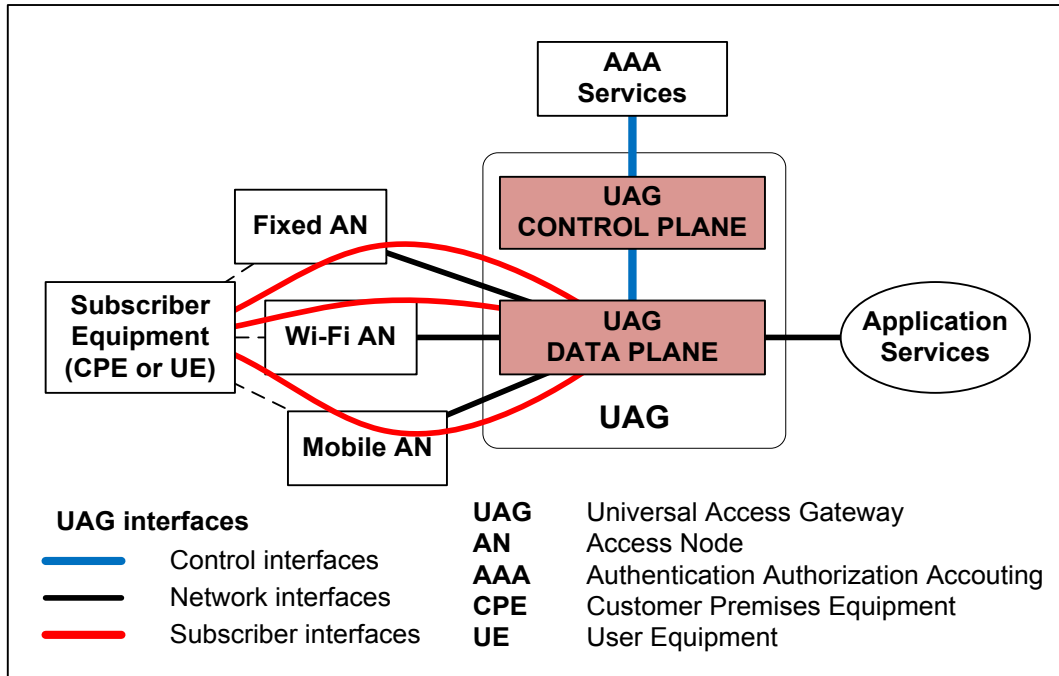 AAA
Services
UAG
CONTROL PLANE
Fixed AN
Subscriber
Equipment
(CPE or UE)
Wi-Fi AN
UAG
DATA PLANE
Application
Services
UAG
Mobile AN
UAG interfaces
Control interfaces
Network interfaces
Subscriber interfaces
UAG Universal Access Gateway
AN Access Node
AAA Authentication Authorization Accouting
CPE Customer Premises Equipment
UE User Equipment